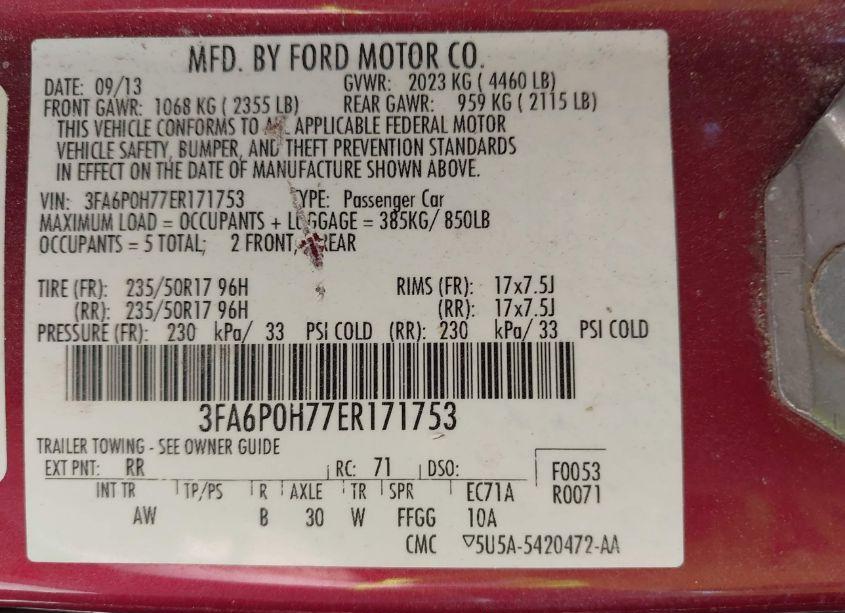 MFD. BY FORD MOTOR CO.
DATE: 09/13 GVWR: 2023 KG ( 4460 LB)
FRONT GAWR: 1068 KG ( 2355 LB) REAR GAWR: 959 KG ( 2115 LB)
THIS VEHICLE CONFORMS TO ALL APPLICABLE FEDERAL MOTOR
VEHICLE SAFETY, BUMPER, AND THEFT PREVENTION STANDARDS
IN EFFECT ON THE DATE OF MANUFACTURE SHOWN ABOVE.
VIN: 3FA6P0H77ER171753 TYPE: Passenger Car
MAXIMUM LOAD = OCCUPANTS + LUGGAGE = 385KG/ 850LB
OCCUPANTS = 5 TOTAL; 2 FRONT, REAR
TIRE (FR): 235/50R17 96H RIMS (FR): 17x7.5J
(RR): 235/50R17 96H (RR): 17x7.5J
PRESSURE (FR): 230 kPa/ 33 PSI COLD (RR): 230 kPa/ 33 PSI COLD
3FA6P0H77ER171753
TRAILER TOWING - SEE OWNER GUIDE
EXT PNT: RR RC: 71 DSO: F0053
INT TR TP/PS R AXLE TR SPR EC71A R0071
AW B 30 W FFGG 10A
CMC ▽5U5A-5420472-AA